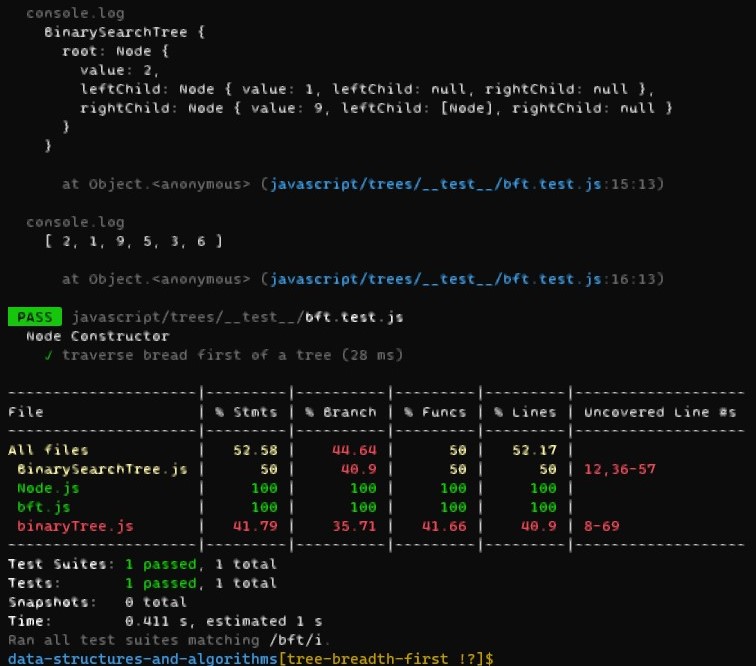 console.log
BinarySearchTree {
root: Node {
value: 2,
leftChild: Node { value: 1, leftChild: null, rightChild: null },
rightChild: Node { value: 9, leftChild: [Node], rightChild: null }
}
}
at Object.<anonymous> (javascript/trees/__test__/bft.test.js:15:13)
console.log
[ 2, 1, 9, 5, 3, 6 ]
at Object.<anonymous> (javascript/trees/__test__/bft.test.js:16:13)
PASS javascript/trees/__test__/bft.test.js
Node Constructor
✓ traverse bread first of a tree (28 ms)
---------------------|---------|----------|---------|---------|-------------------
File | % Stmts | % Branch | % Funcs | % Lines | Uncovered Line #s
---------------------|---------|----------|---------|---------|-------------------
All files | 52.58 | 44.64 | 50 | 52.17 |
BinarySearchTree.js | 50 | 40.9 | 50 | 50 | 12,36-57
Node.js | 100 | 100 | 100 | 100 |
bft.js | 100 | 100 | 100 | 100 |
binaryTree.js | 41.79 | 35.71 | 41.66 | 40.9 | 8-69
---------------------|---------|----------|---------|---------|-------------------
Test Suites: 1 passed, 1 total
Tests: 1 passed, 1 total
Snapshots: 0 total
Time: 0.411 s, estimated 1 s
Ran all test suites matching /bft/i.
data-structures-and-algorithms[tree-breadth-first !?]$